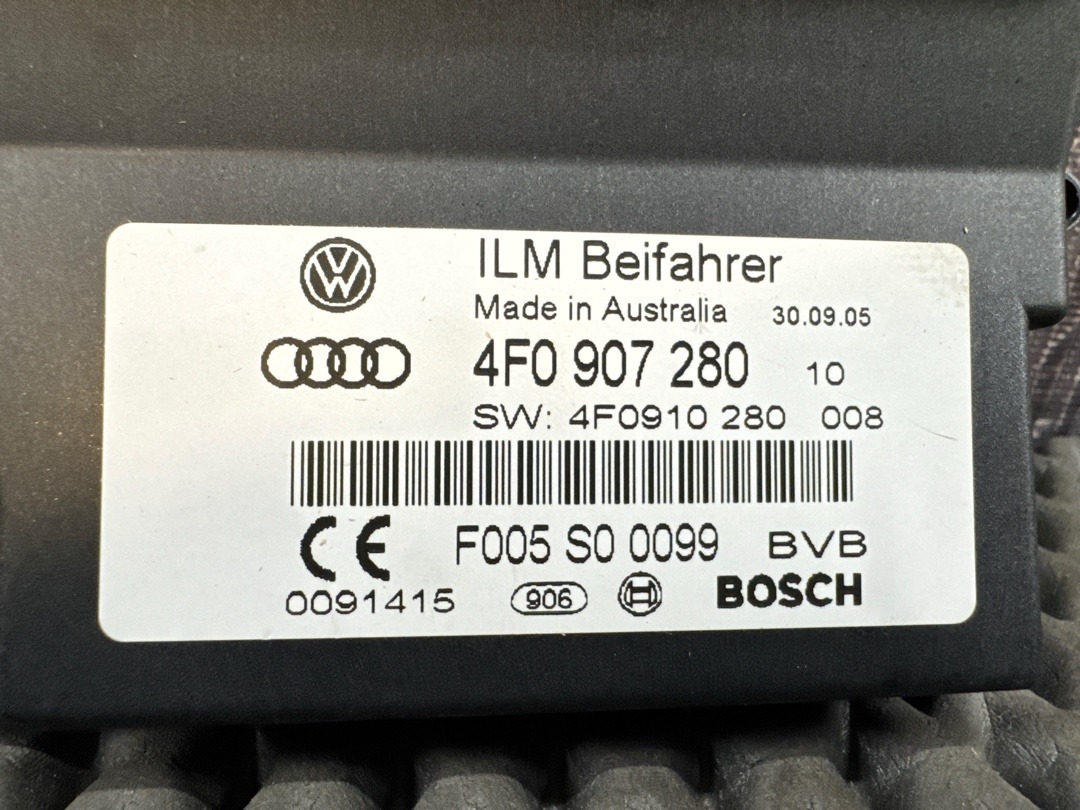 ILM Beifahrer
Made in Australia 30.09.05
4F0 907 280 10
SW: 4F0910 280 008
CE F005 S0 0099 BVB
0091415 906 BOSCH